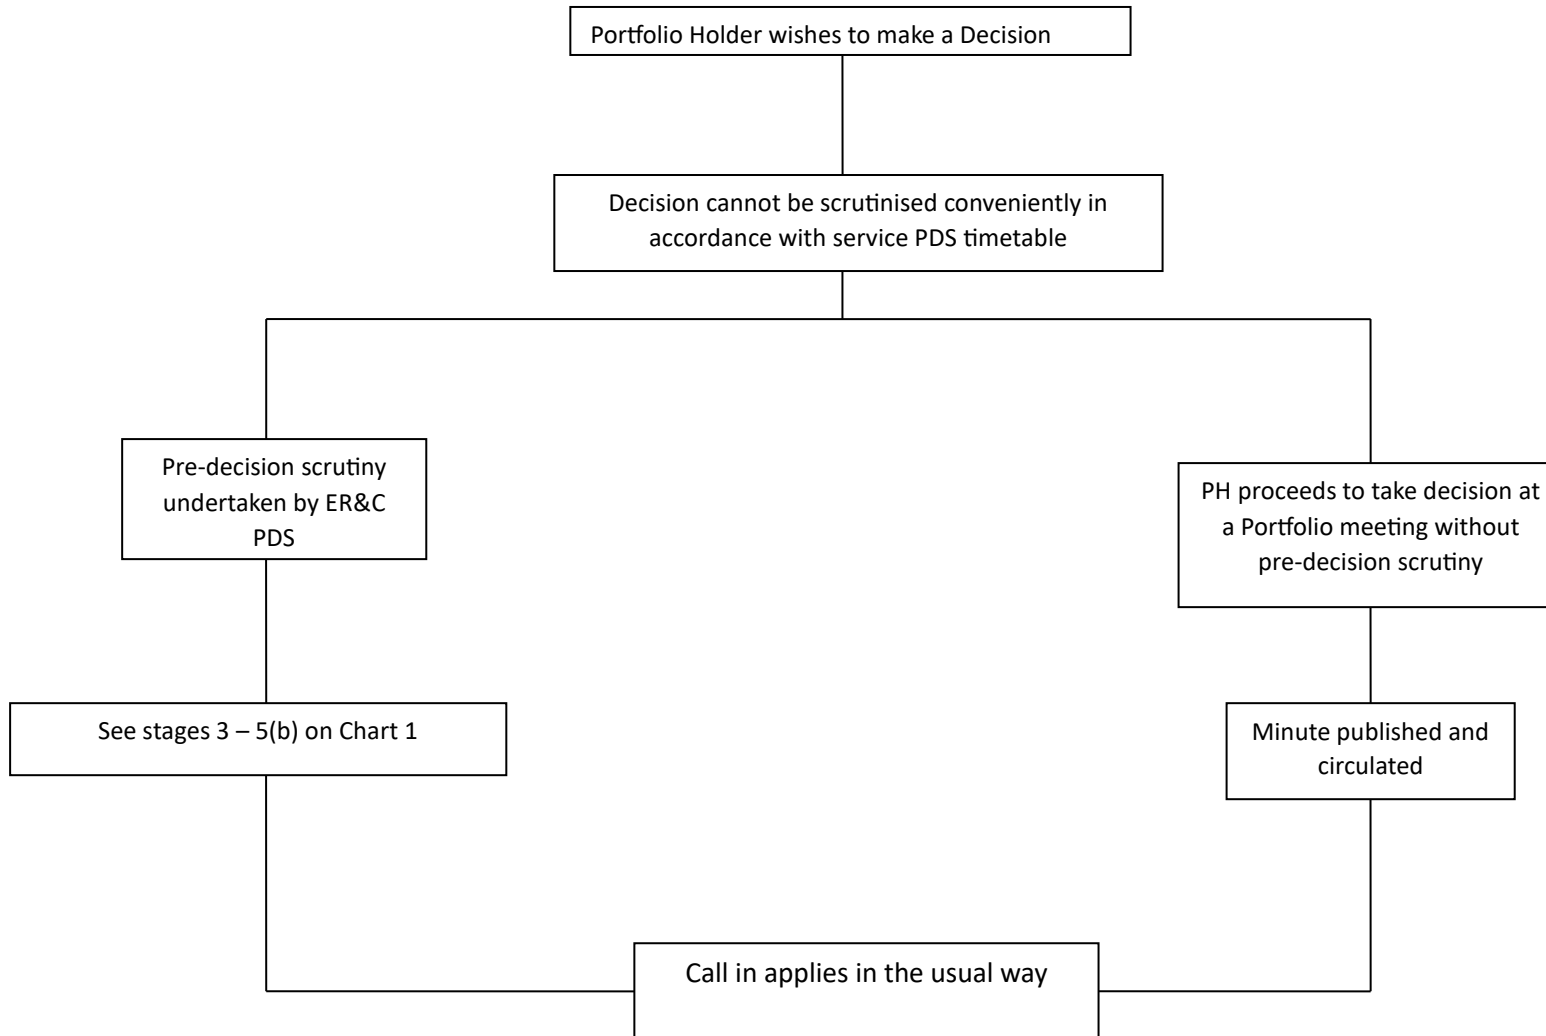 Portfolio Holder wishes to make a Decision
Decision cannot be scrutinised conveniently in
accordance with service PDS timetable
Pre-decision scrutiny
undertaken by ER&C
PDS
PH proceeds to take decision at
a Portfolio meeting without
pre-decision scrutiny
See stages 3 – 5(b) on Chart 1
Minute published and
circulated
Call in applies in the usual way